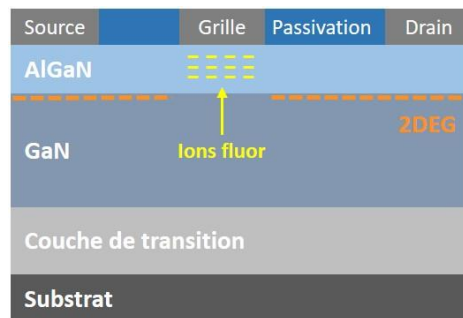 Source Grille Passivation Drain
AlGaN
2DEG
GaN Ions fluor
Couche de transition
Substrat